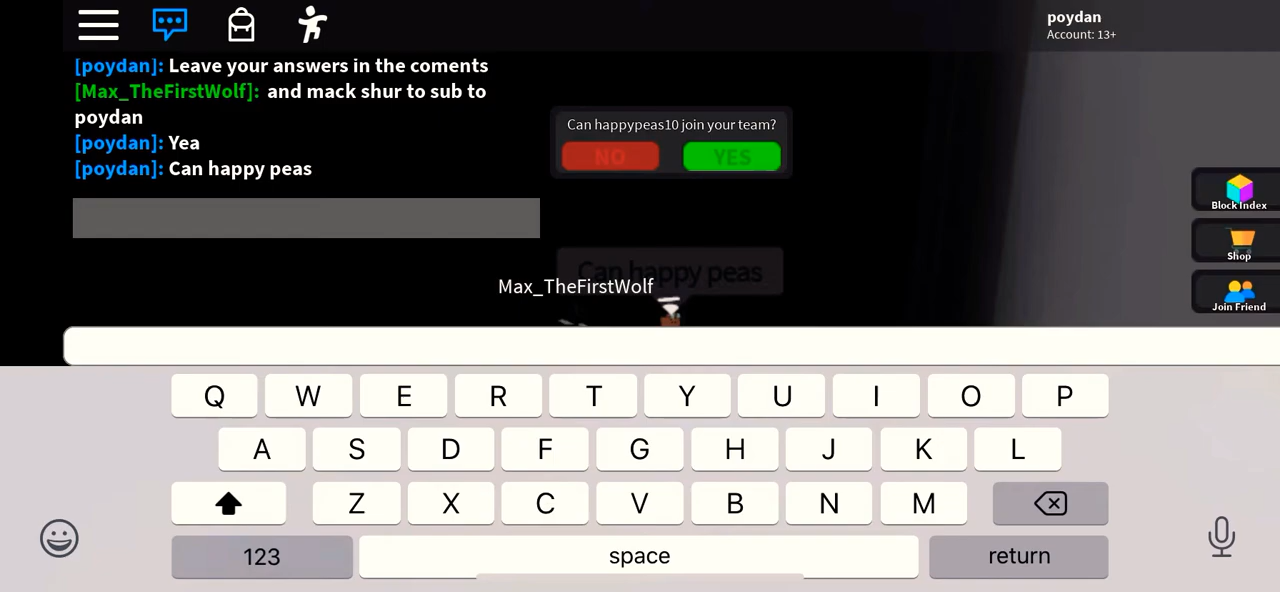 poydan
Account: 13+
[poydan]: Leave your answers in the coments
[Max_TheFirstWolf]: and mack shur to sub to
poydan
[poydan]: Yea
[poydan]: Can happy peas
Can happypeas10 join your team?
NO YES
Block Index
Shop
Join Friend
Can happy peas
Max_TheFirstWolf
Q W E R T Y U I O P
A S D F G H J K L
Z X C V B N M
123 space return